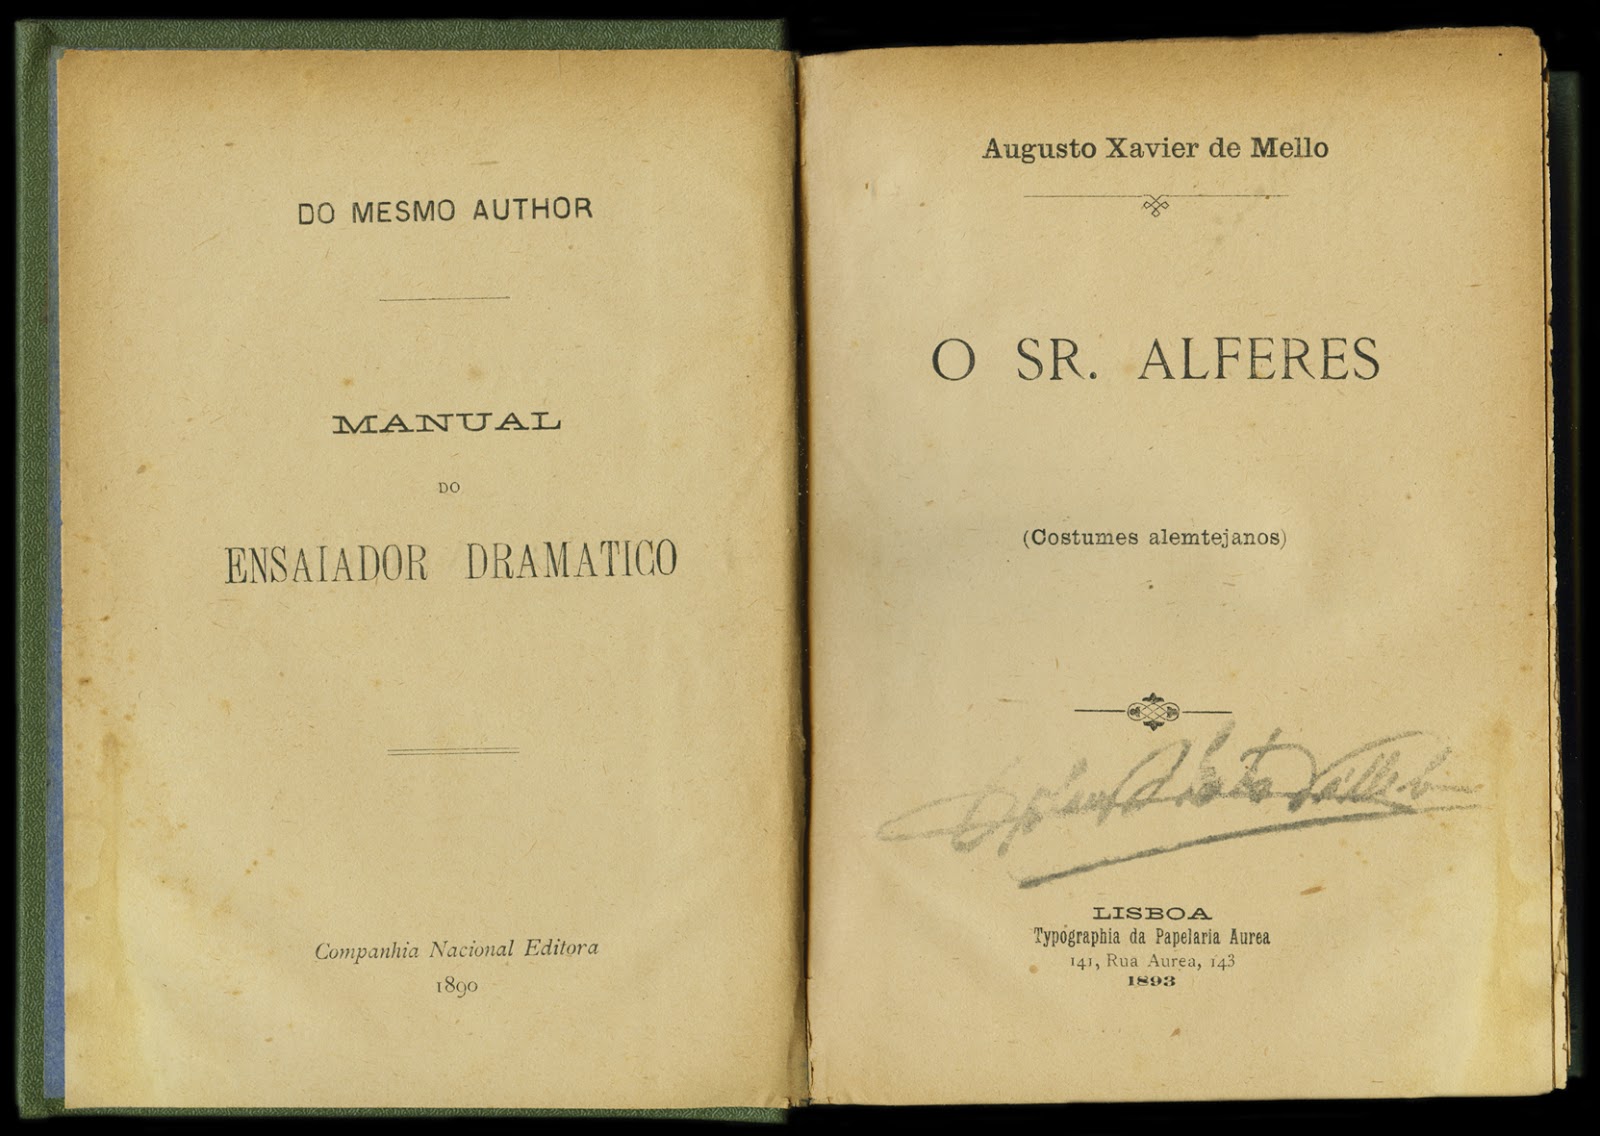 DO MESMO AUTHOR
MANUAL
DO
ENSAIADOR DRAMATICO
Companhia Nacional Editora
1890
Augusto Xavier de Mello
O SR. ALFERES
(Costumes alemtejanos)
LISBOA
Typographia da Papelaria Aurea
141, Rua Aurea, 143
1893